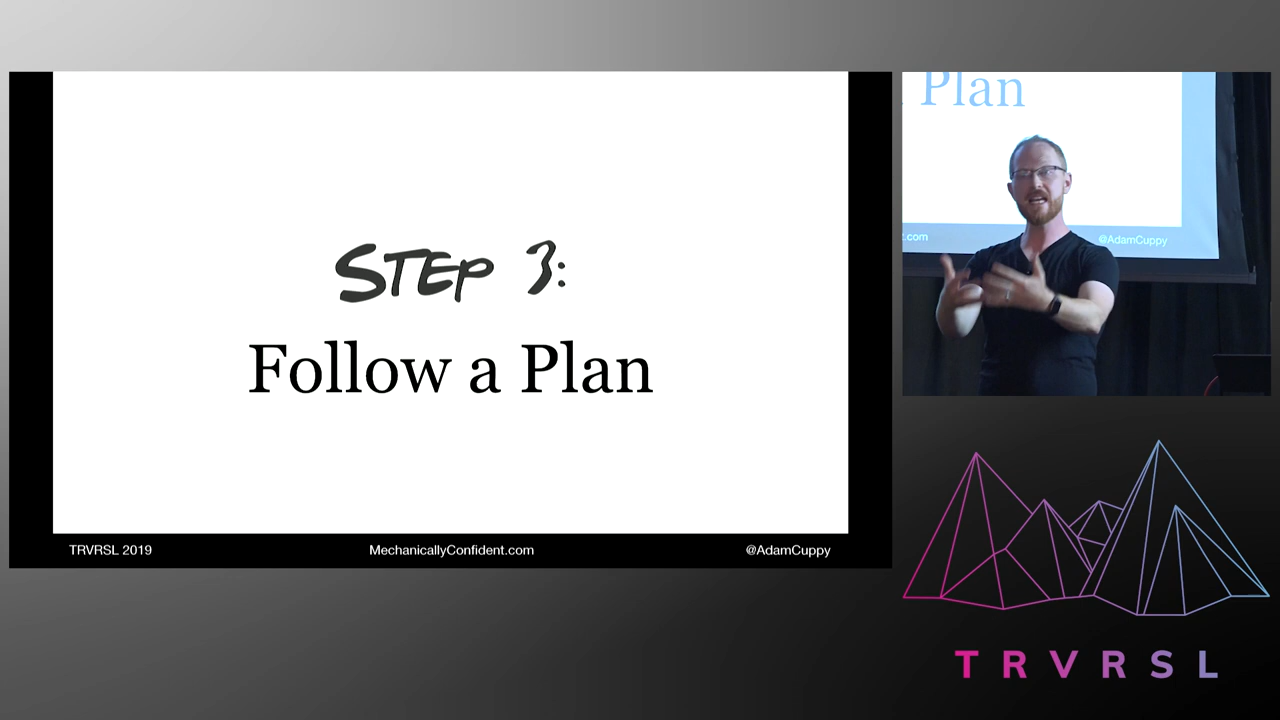 STEP 3:
Follow a Plan
TRVRSL 2019
MechanicallyConfident.com
@AdamCuppy
Plan
.com
@AdamCuppy
TRVRSL